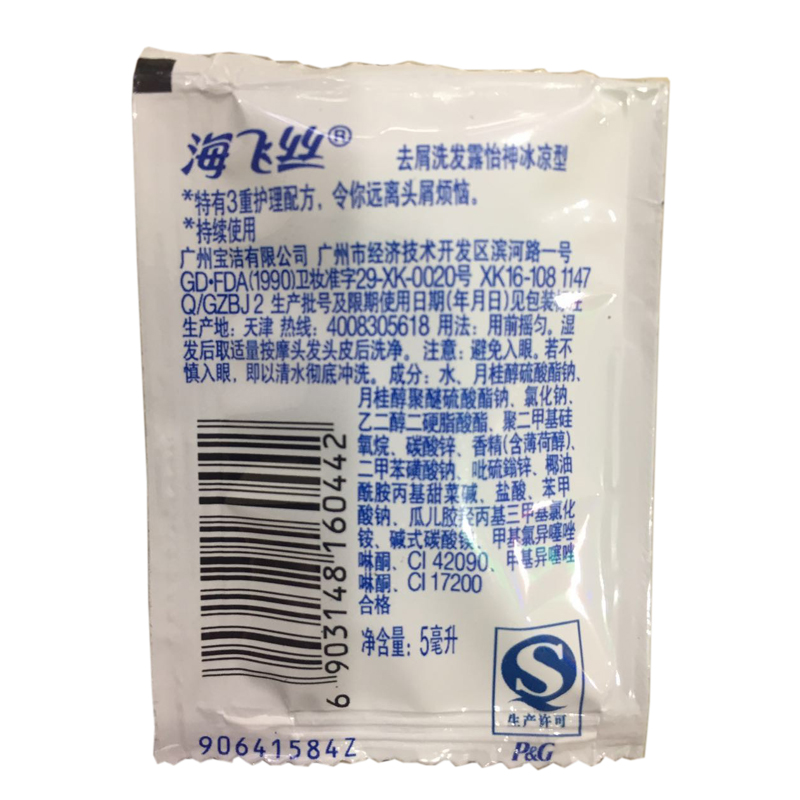 海飞丝®
去屑洗发露怡神冰凉型
*特有3重护理配方，令你远离头屑烦恼。
*持续使用
广州宝洁有限公司 广州市经济技术开发区滨河路一号
GD•FDA(1990)卫妆准字29-XK-0020号 XK16-108 1147
Q/GZBJ 2 生产批号及限期使用日期(年月日)见包装
生产地：天津 热线：4008305618 用法：用前摇匀。湿
发后取适量按摩头发头皮后洗净。 注意：避免入眼。若不
慎入眼，即以清水彻底冲洗。 成分：水、月桂醇硫酸酯钠、
月桂醇聚醚硫酸酯钠、氯化钠、
乙二醇二硬脂酸酯、聚二甲基硅
氧烷、碳酸锌、香精(含薄荷醇)、
二甲苯磺酸钠、吡硫鎓锌、椰油
酰胺丙基甜菜碱、盐酸、苯甲
酸钠、瓜儿胶羟丙基三甲基氯化
铵、碱式碳酸镁、甲基氯异噻唑
啉酮、CI 42090、甲基异噻唑
啉酮、CI 17200
合格
净含量：5毫升
6 903148 160442
生产许可
90641584Z
P&G